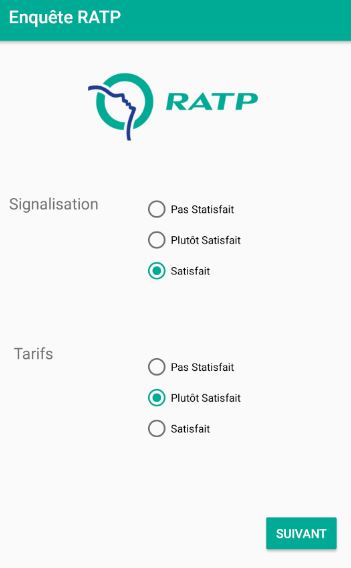 Enquête RATP
RATP
Signalisation
Pas Statisfait
Plutôt Satisfait
Satisfait
Tarifs
Pas Statisfait
Plutôt Satisfait
Satisfait
SUIVANT